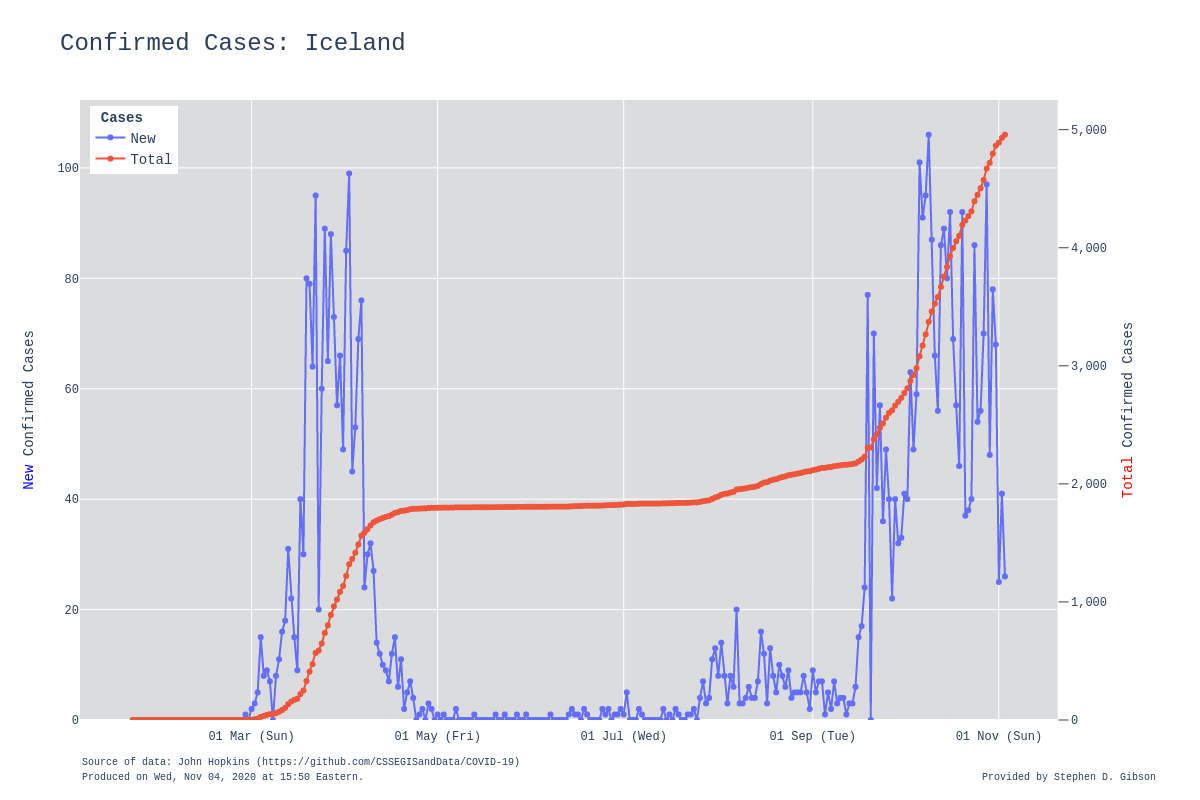 Confirmed Cases: Iceland
Cases
New
Total
100
80
60
40
20
0
5,000
4,000
3,000
2,000
1,000
0
New Confirmed Cases
Total Confirmed Cases
01 Mar (Sun)
01 May (Fri)
01 Jul (Wed)
01 Sep (Tue)
01 Nov (Sun)
Source of data: John Hopkins (https://github.com/CSSEGISandData/COVID-19)
Produced on Wed, Nov 04, 2020 at 15:50 Eastern.
Provided by Stephen D. Gibson